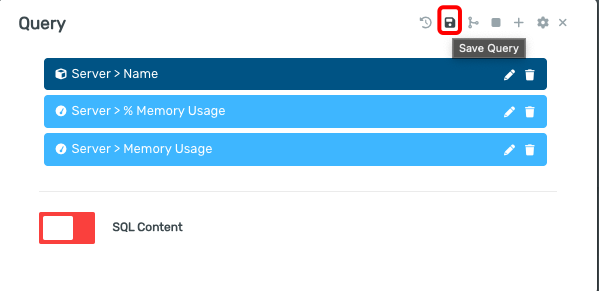 Query
Save Query
Server > Name
Server > % Memory Usage
Server > Memory Usage
SQL Content